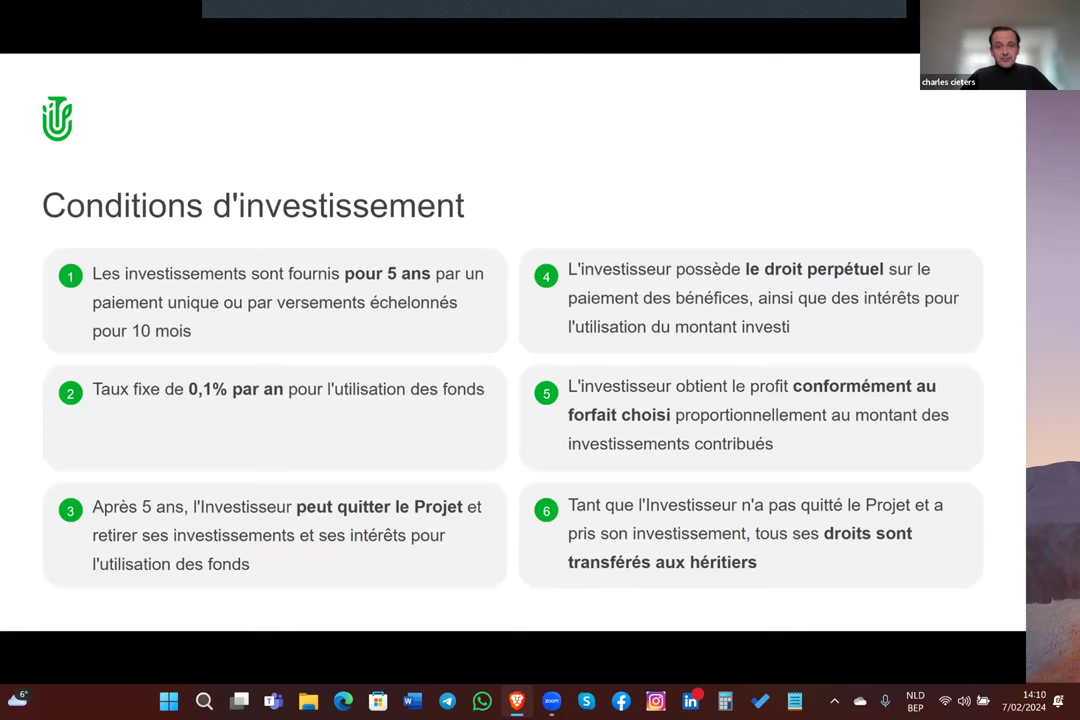 charles cieters
Conditions d'investissement
1
Les investissements sont fournis pour 5 ans par un
paiement unique ou par versements échelonnés
pour 10 mois
2
Taux fixe de 0,1% par an pour l'utilisation des fonds
3
Après 5 ans, l'Investisseur peut quitter le Projet et
retirer ses investissements et ses intérêts pour
l'utilisation des fonds
4
L'investisseur possède le droit perpétuel sur le
paiement des bénéfices, ainsi que des intérêts pour
l'utilisation du montant investi
5
L'investisseur obtient le profit conformément au
forfait choisi proportionnellement au montant des
investissements contribués
6
Tant que l'Investisseur n'a pas quitté le Projet et a
pris son investissement, tous ses droits sont
transférés aux héritiers
6°
zoom
NLD
BEP
14:10
7/02/2024